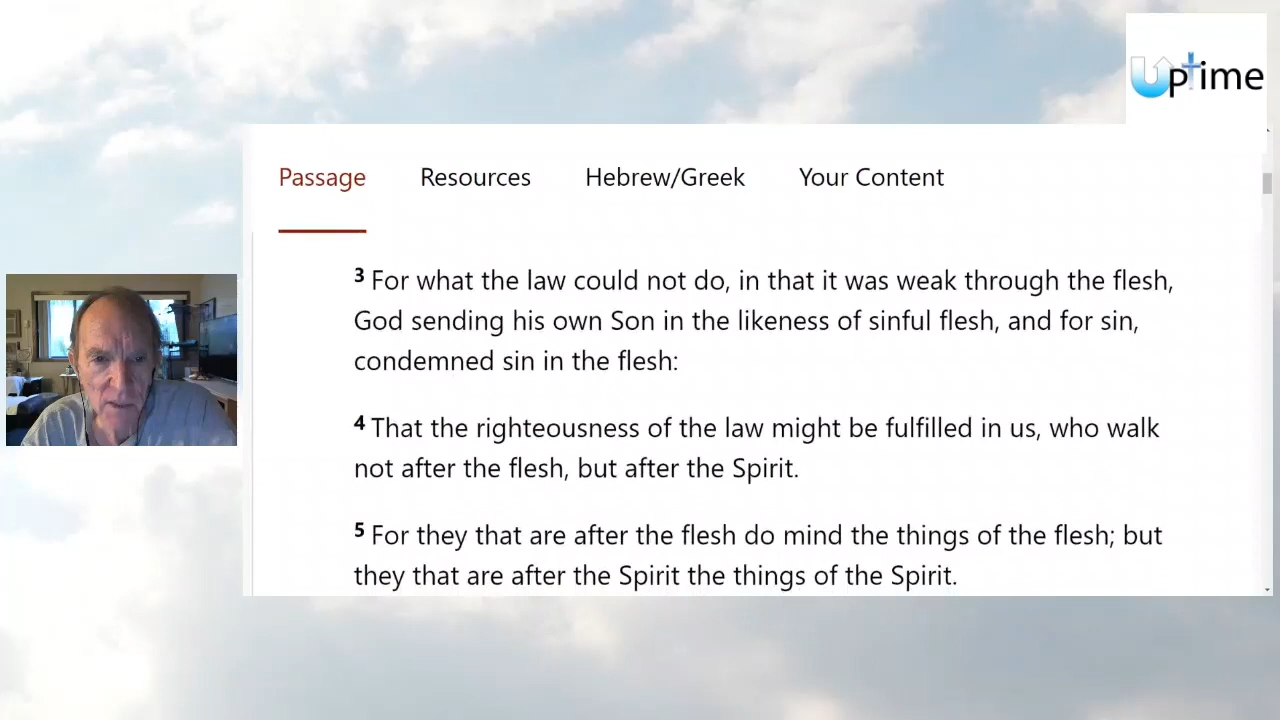 Uptime
Passage Resources Hebrew/Greek Your Content
3 For what the law could not do, in that it was weak through the flesh,
God sending his own Son in the likeness of sinful flesh, and for sin,
condemned sin in the flesh:
4 That the righteousness of the law might be fulfilled in us, who walk
not after the flesh, but after the Spirit.
5 For they that are after the flesh do mind the things of the flesh; but
they that are after the Spirit the things of the Spirit.